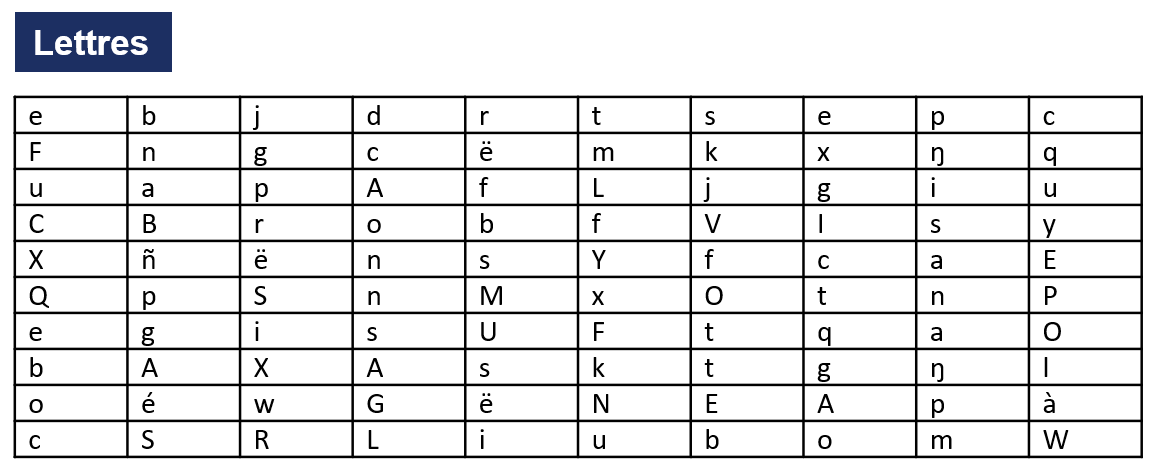 Lettres
e b j d r t s e p c
F n g c ë m k x ŋ q
u a p A f L j g i u
C B r o b f V I s y
X ñ ë n s Y f c a E
Q p S n M x O t n P
e g i s U F t q a O
b A X A s k t g ŋ l
o é w G ë N E A p à
c S R L i u b o m W